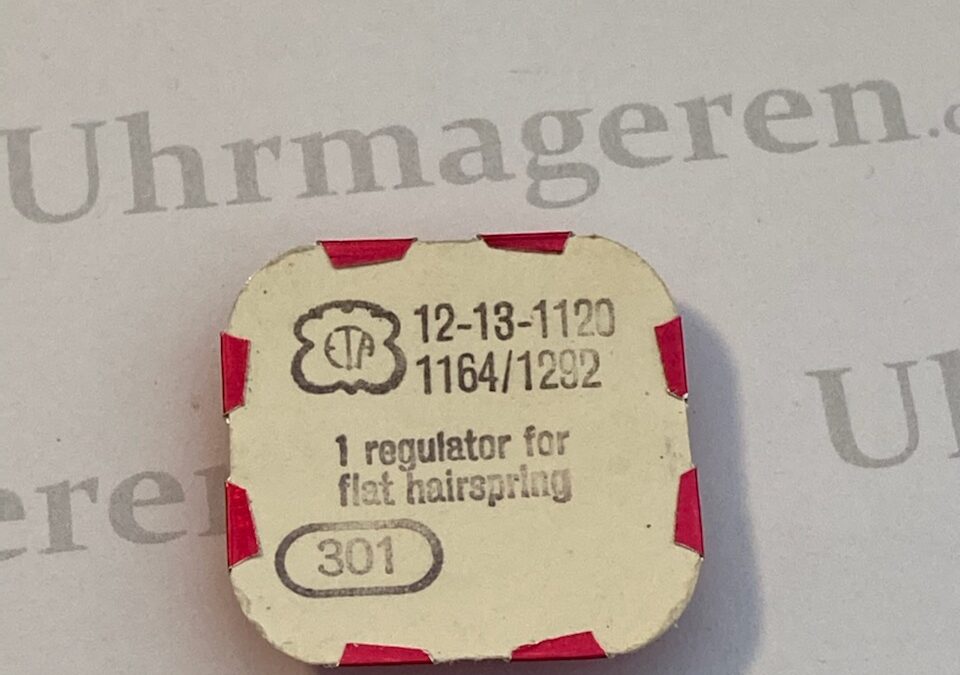 Uhrmageren.
ETA
12-13-1120
1164/1292
1 regulator for
flat hairspring
301